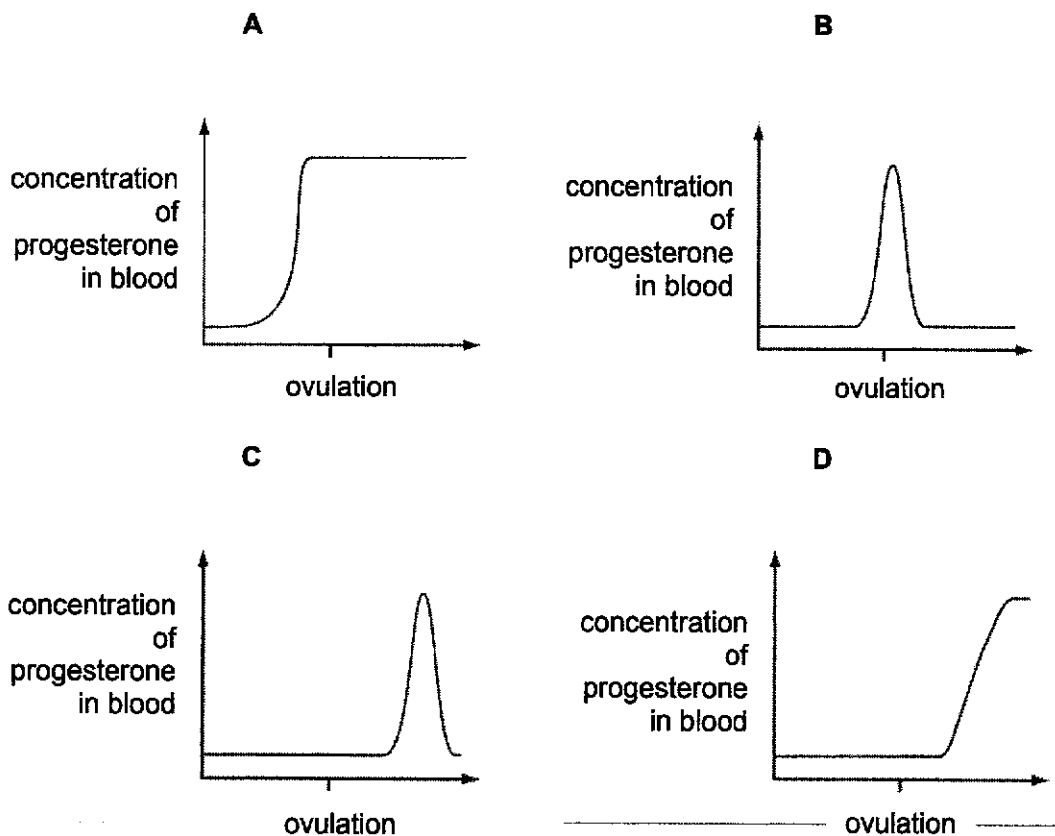 A
B
concentration
of
progesterone
in blood
ovulation
concentration
of
progesterone
in blood
ovulation
C
D
concentration
of
progesterone
in blood
ovulation
concentration
of
progesterone
in blood
ovulation